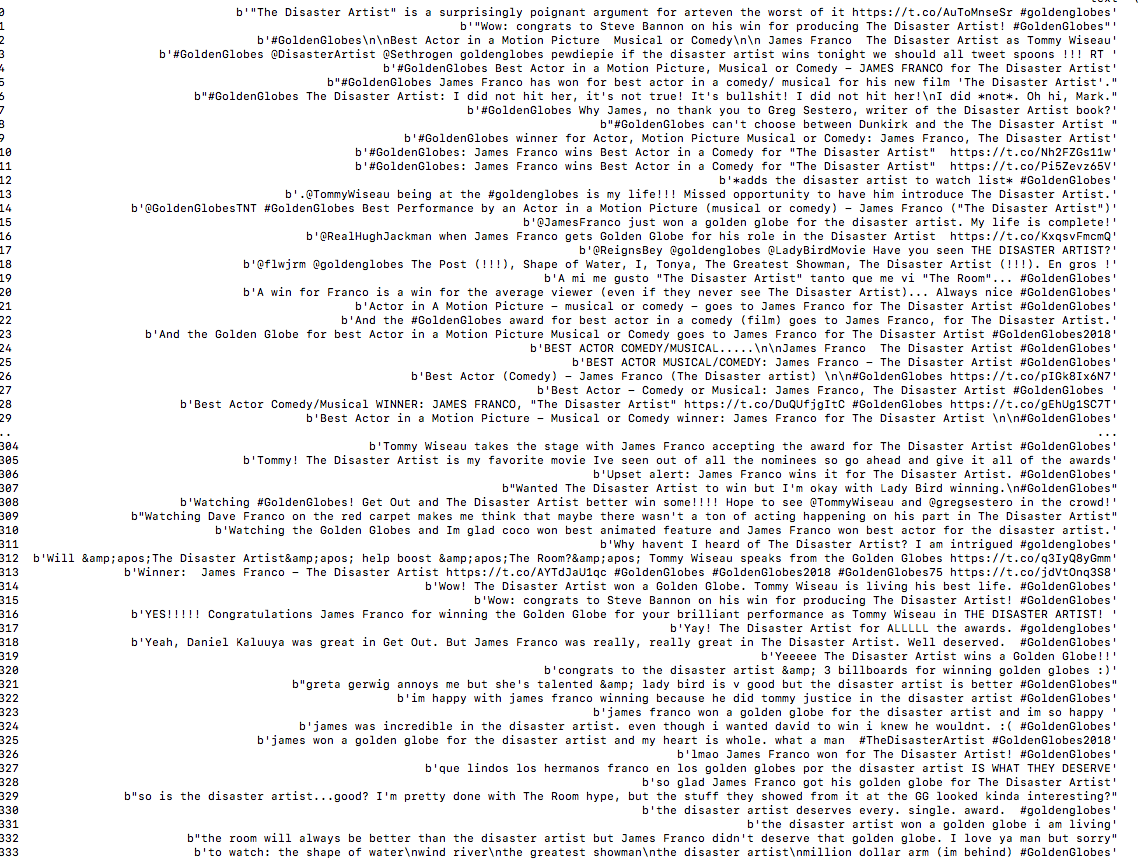 0 b'"The Disaster Artist" is a surprisingly poignant argument for arteven the worst of it https://t.co/AuToMnseSr #goldenglobes'
1 b'"Wow: congrats to Steve Bannon on his win for producing The Disaster Artist! #GoldenGlobes"'
2 b'#GoldenGlobes\n\nBest Actor in a Motion Picture  Musical or Comedy\n\n James Franco  The Disaster Artist as Tommy Wiseau'
3 b'#GoldenGlobes @DisasterArtist @Sethrogen goldenglobes pewdiepie if the disaster artist wins tonight we should all tweet spoons !!! RT '
4 b'#GoldenGlobes Best Actor in a Motion Picture, Musical or Comedy – JAMES FRANCO for The Disaster Artist'
5 b"#GoldenGlobes James Franco has won for best actor in a comedy/ musical for his new film 'The Disaster Artist'."
6 b"#GoldenGlobes The Disaster Artist: I did not hit her, it's not true! It's bullshit! I did not hit her!\nI did *not*. Oh hi, Mark."
7 b'#GoldenGlobes Why James, no thank you to Greg Sestero, writer of the Disaster Artist book?'
8 b"#GoldenGlobes can't choose between Dunkirk and the The Disaster Artist "
9 b'#GoldenGlobes winner for Actor, Motion Picture Musical or Comedy: James Franco, The Disaster Artist'
10 b'#GoldenGlobes: James Franco wins Best Actor in a Comedy for "The Disaster Artist"  https://t.co/Nh2FZGs11w'
11 b'#GoldenGlobes: James Franco wins Best Actor in a Comedy for "The Disaster Artist"  https://t.co/Pi5Zevz65V'
12 b'*adds the disaster artist to watch list* #GoldenGlobes'
13 b'.@TommyWiseau being at the #goldenglobes is my life!!! Missed opportunity to have him introduce The Disaster Artist.'
14 b'@GoldenGlobesTNT #GoldenGlobes Best Performance by an Actor in a Motion Picture (musical or comedy) – James Franco ("The Disaster Artist")'
15 b'@JamesFranco just won a golden globe for the disaster artist. My life is complete!'
16 b'@RealHughJackman when James Franco gets Golden Globe for his role in the Disaster Artist  https://t.co/KxqsvFmcmQ'
17 b'@ReignsBey @goldenglobes @LadyBirdMovie Have you seen THE DISASTER ARTIST?'
18 b'@flwjrm @goldenglobes The Post (!!!), Shape of Water, I, Tonya, The Greatest Showman, The Disaster Artist (!!!). En gros !'
19 b'A mi me gusto "The Disaster Artist" tanto que me vi "The Room"... #GoldenGlobes'
20 b'A win for Franco is a win for the average viewer (even if they never see The Disaster Artist)... Always nice #GoldenGlobes'
21 b'Actor in A Motion Picture – musical or comedy – goes to James Franco for The Disaster Artist #GoldenGlobes'
22 b'And the #GoldenGlobes award for best actor in a comedy (film) goes to James Franco, for The Disaster Artist.'
23 b'And the Golden Globe for best Actor in a Motion Picture Musical or Comedy goes to James Franco for The Disaster Artist #GoldenGlobes2018'
24 b'BEST ACTOR COMEDY/MUSICAL.....\n\nJames Franco  The Disaster Artist #GoldenGlobes'
25 b'BEST ACTOR MUSICAL/COMEDY: James Franco – The Disaster Artist #GoldenGlobes'
26 b'Best Actor (Comedy) – James Franco (The Disaster artist) \n\n#GoldenGlobes https://t.co/pIGk8Ix6N7'
27 b'Best Actor – Comedy or Musical: James Franco, The Disaster Artist #GoldenGlobes '
28 b'Best Actor Comedy/Musical WINNER: JAMES FRANCO, "The Disaster Artist" https://t.co/DuQUfjgItC #GoldenGlobes https://t.co/gEhUg1SC7T'
29 b'Best Actor in a Motion Picture – Musical or Comedy winner: James Franco for The Disaster Artist \n\n#GoldenGlobes'
.. ...
304 b'Tommy Wiseau takes the stage with James Franco accepting the award for The Disaster Artist #GoldenGlobes'
305 b'Tommy! The Disaster Artist is my favorite movie Ive seen out of all the nominees so go ahead and give it all of the awards'
306 b'Upset alert: James Franco wins it for The Disaster Artist. #GoldenGlobes'
307 b"Wanted The Disaster Artist to win but I'm okay with Lady Bird winning.\n#GoldenGlobes"
308 b'Watching #GoldenGlobes! Get Out and The Disaster Artist better win some!!!! Hope to see @TommyWiseau and @gregsestero in the crowd!'
309 b"Watching Dave Franco on the red carpet makes me think that maybe there wasn't a ton of acting happening on his part in The Disaster Artist"
310 b'Watching the Golden Globes and Im glad coco won best animated feature and James Franco won best actor for the disaster artist.'
311 b'Why havent I heard of The Disaster Artist? I am intrigued #goldenglobes'
312 b'Will &amp;apos;The Disaster Artist&amp;apos; help boost &amp;apos;The Room?&amp;apos; Tommy Wiseau speaks from the Golden Globes https://t.co/q3IyQ8yGmm'
313 b'Winner:  James Franco – The Disaster Artist https://t.co/AYTdJaU1qc #GoldenGlobes #GoldenGlobes2018 #GoldenGlobes75 https://t.co/jdVtOnq3S8'
314 b'Wow! The Disaster Artist won a Golden Globe. Tommy Wiseau is living his best life. #GoldenGlobes'
315 b'Wow: congrats to Steve Bannon on his win for producing The Disaster Artist! #GoldenGlobes'
316 b'YES!!!!! Congratulations James Franco for winning the Golden Globe for your brilliant performance as Tommy Wiseau in THE DISASTER ARTIST! '
317 b'Yay! The Disaster Artist for ALLLLL the awards. #goldenglobes'
318 b'Yeah, Daniel Kaluuya was great in Get Out. But James Franco was really, really great in The Disaster Artist. Well deserved.  #GoldenGlobes'
319 b'Yeeeee The Disaster Artist wins a Golden Globe!!'
320 b'congrats to the disaster artist &amp; 3 billboards for winning golden globes :)'
321 b"greta gerwig annoys me but she's talented &amp; lady bird is v good but the disaster artist is better #GoldenGlobes"
322 b'im happy with james franco winning because he did tommy justice in the disaster artist #GoldenGlobes'
323 b'james franco won a golden globe for the disaster artist and im so happy '
324 b'james was incredible in the disaster artist. even though i wanted david to win i knew he wouldnt. :( #GoldenGlobes'
325 b'james won a golden globe for the disaster artist and my heart is whole. what a man  #TheDisasterArtist #GoldenGlobes2018'
326 b'lmao James Franco won for The Disaster Artist! #GoldenGlobes'
327 b'que lindos los hermanos franco en los golden globes por the disaster artist IS WHAT THEY DESERVE'
328 b'so glad James Franco got his golden globe for The Disaster Artist'
329 b"so is the disaster artist...good? I'm pretty done with The Room hype, but the stuff they showed from it at the GG looked kinda interesting?"
330 b'the disaster artist deserves every. single. award.  #goldenglobes'
331 b'the disaster artist won a golden globe i am living'
332 b"the room will always be better than the disaster artist but James Franco didn't deserve that golden globe. I love ya man but sorry"
333 b'to watch: the shape of water\nwind river\nthe greatest showman\nthe disaster artist\nmillion dollar arm (im behind) #GoldenGlobes'